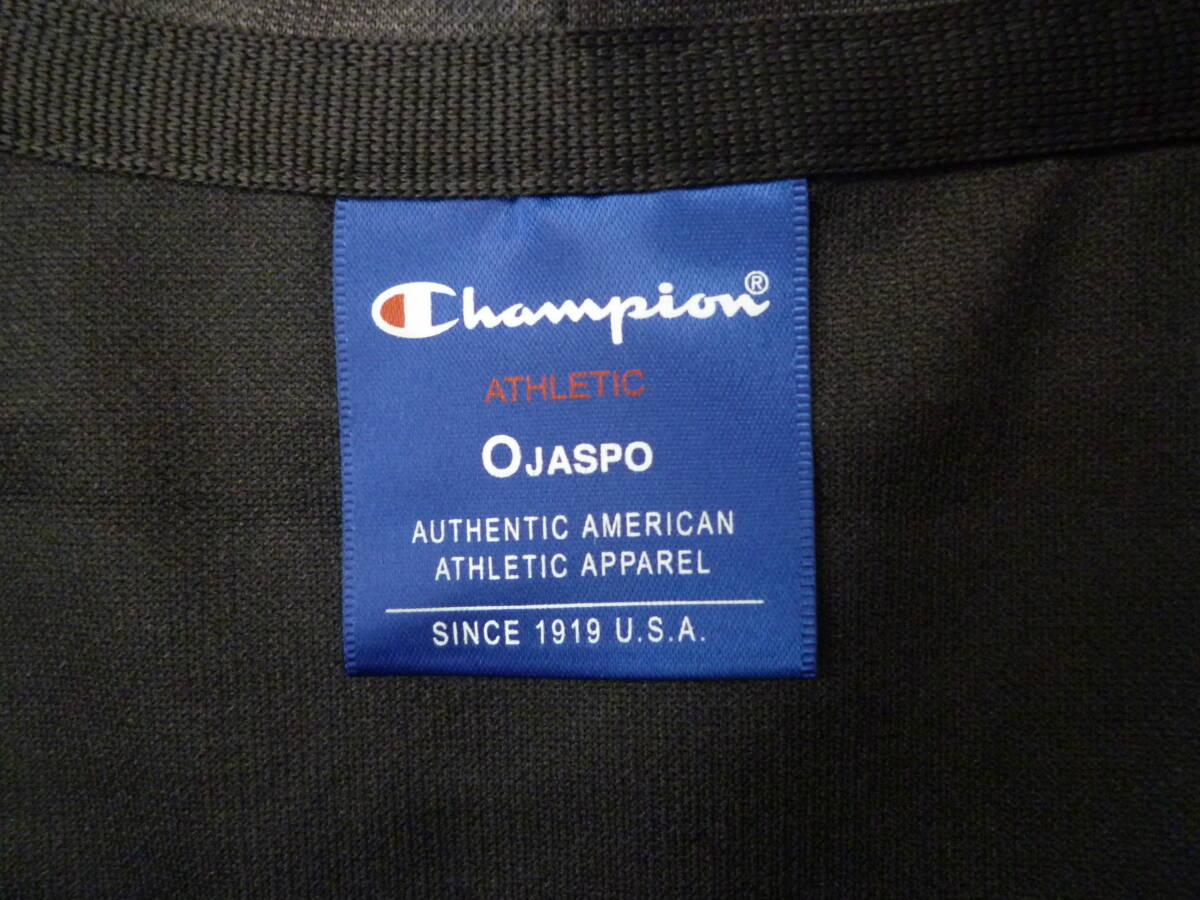 Champion®
ATHLETIC
OJASPO
AUTHENTIC AMERICAN
ATHLETIC APPAREL
SINCE 1919 U.S.A.